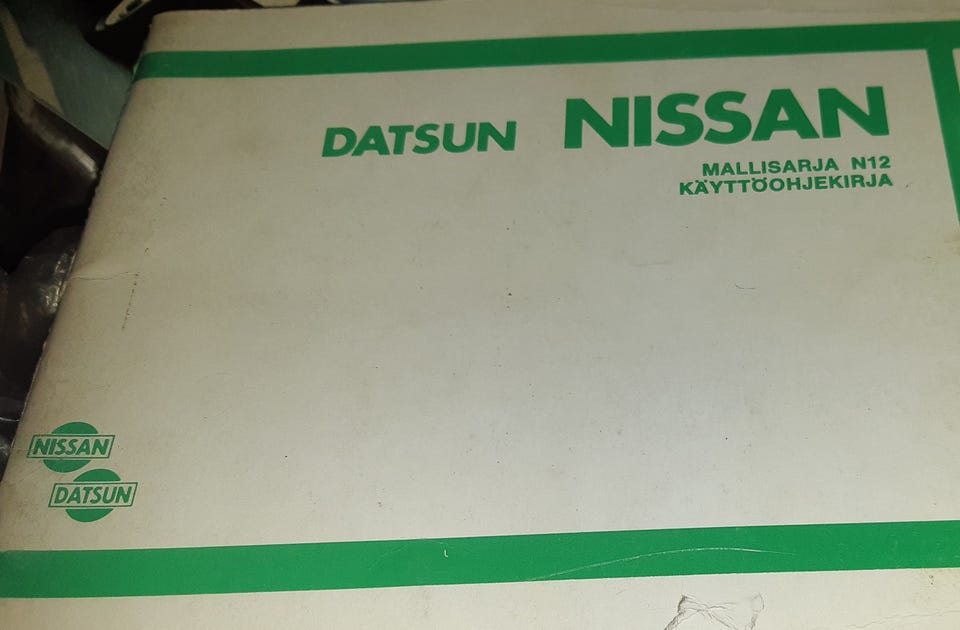 DATSUN NISSAN
MALLISARJA N12
KÄYTTÖOHJEKIRJA
NISSAN
DATSUN